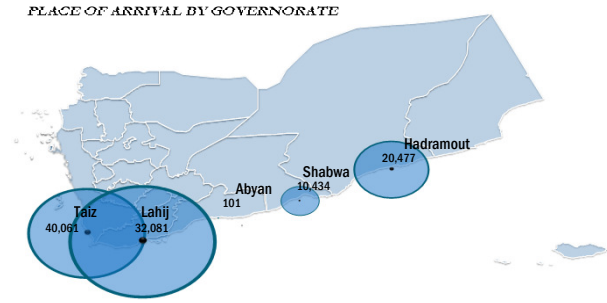 PLACE OF ARRIVAL BY GOVERNORATE
Hadramout
20,477
Shabwa
10,434
Abyan
101
Taiz
40,061
Lahij
32,081